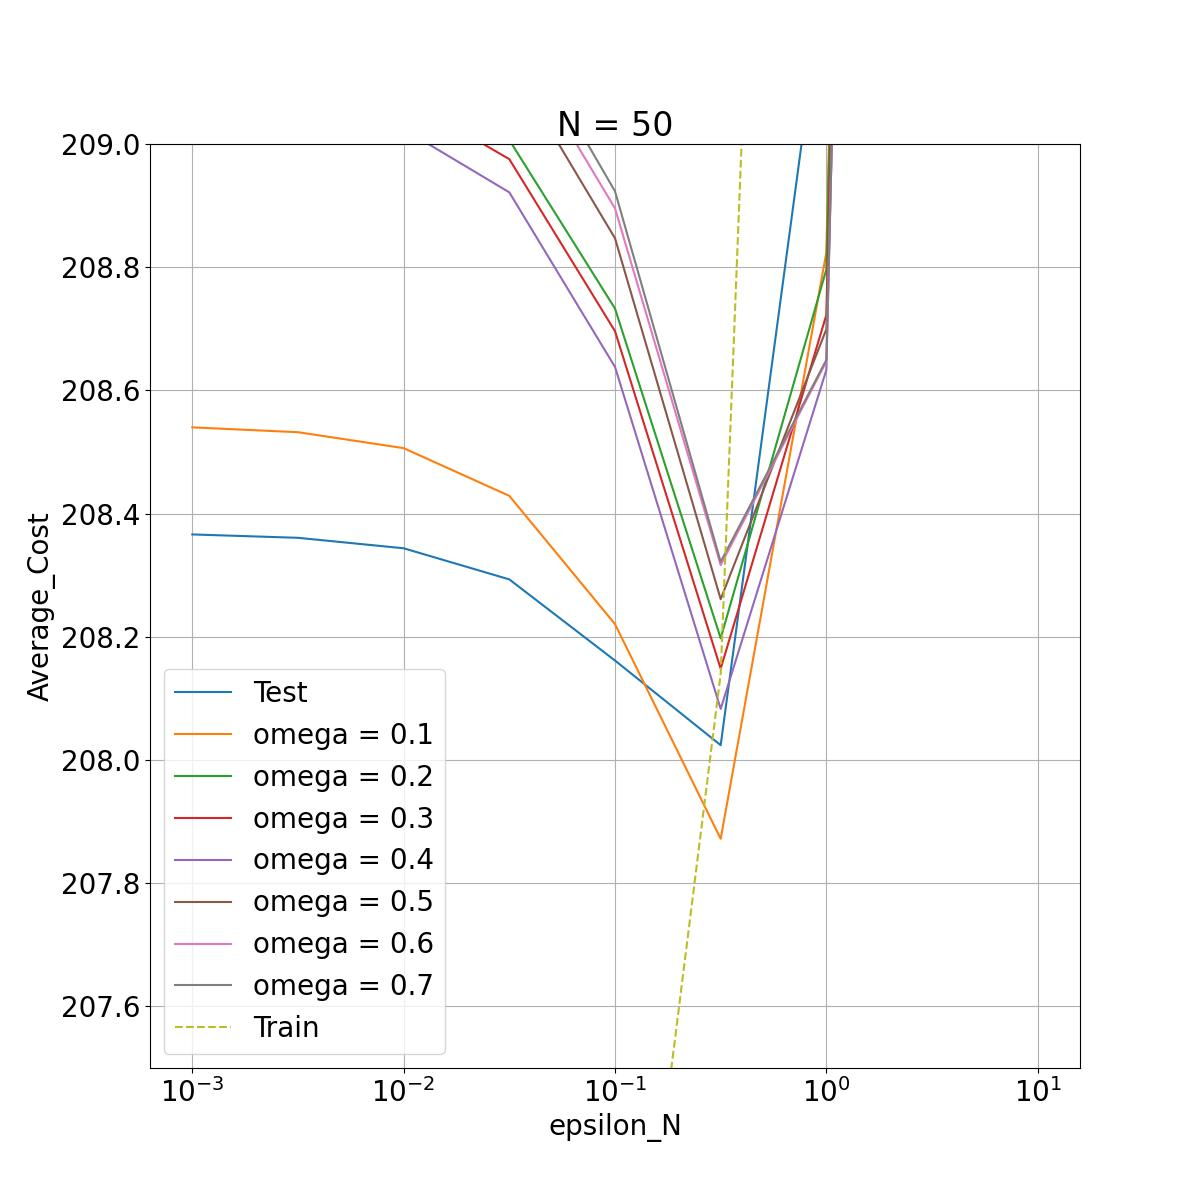 N = 50
209.0
208.8
208.6
208.4
208.2
208.0
207.8
207.6
Average_Cost
Test
omega = 0.1
omega = 0.2
omega = 0.3
omega = 0.4
omega = 0.5
omega = 0.6
omega = 0.7
Train
10⁻³ 10⁻² 10⁻¹ 10⁰ 10¹
epsilon_N